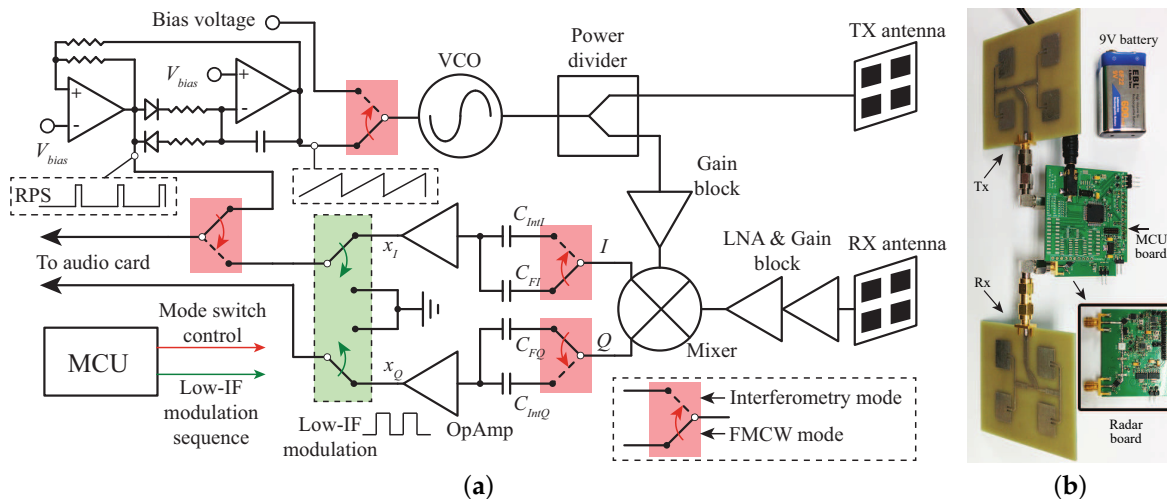 Bias voltage
TX antenna
Power
divider
VCO
V_bias
V_bias
RPS
Gain
block
C_IntI
I
x_I
C_FI
LNA & Gain
block
RX antenna
To audio card
Mode switch
control
MCU
Low-IF
modulation
sequence
C_FQ
Q
Mixer
x_Q
C_IntQ
OpAmp
Low-IF
modulation
Interferometry mode
FMCW mode
(a)
9V battery
EBL
Tx
MCU
board
Rx
Radar
board
(b)